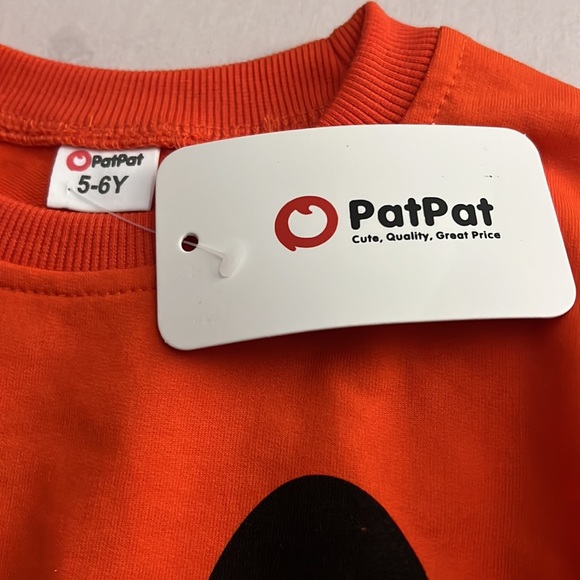 PatPat
5-6Y
PatPat
Cute, Quality, Great Price